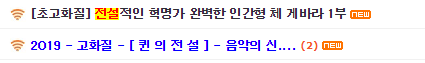 [초고화질] 전설적인 혁명가 완벽한 인간형 체 게바라 1부 NEW
2019 - 고화질 - [ 퀸 의 전 설 ] - 음악의 신.... (2) NEW